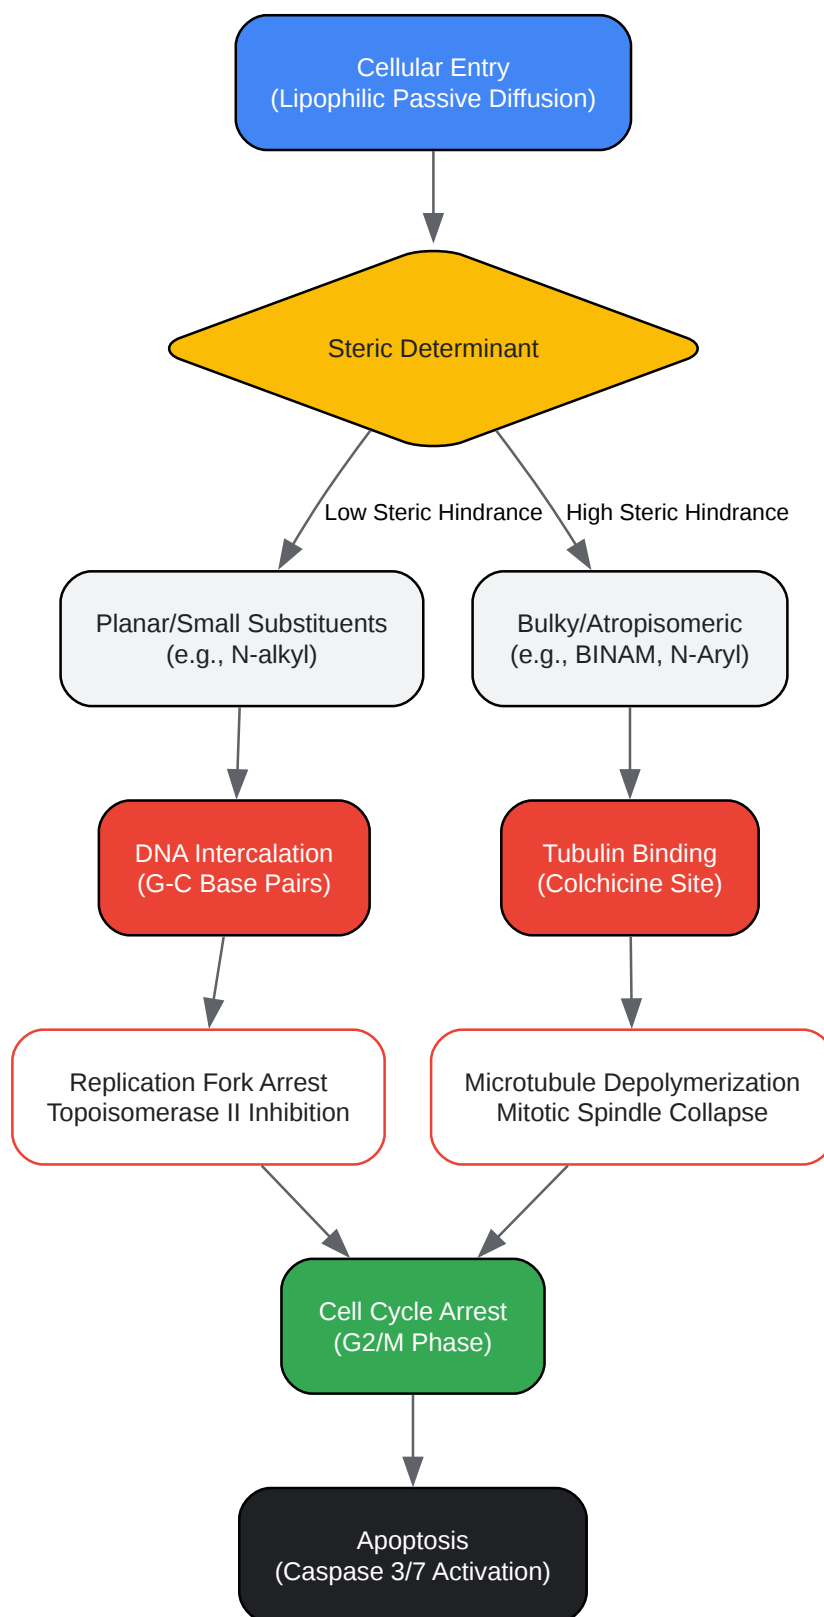 Cellular Entry
(Lipophilic Passive Diffusion)
Steric Determinant
Low Steric Hindrance
High Steric Hindrance
Planar/Small Substituents
(e.g., N-alkyl)
Bulky/Atropisomeric
(e.g., BINAM, N-Aryl)
DNA Intercalation
(G-C Base Pairs)
Tubulin Binding
(Colchicine Site)
Replication Fork Arrest
Topoisomerase II Inhibition
Microtubule Depolymerization
Mitotic Spindle Collapse
Cell Cycle Arrest
(G2/M Phase)
Apoptosis
(Caspase 3/7 Activation)